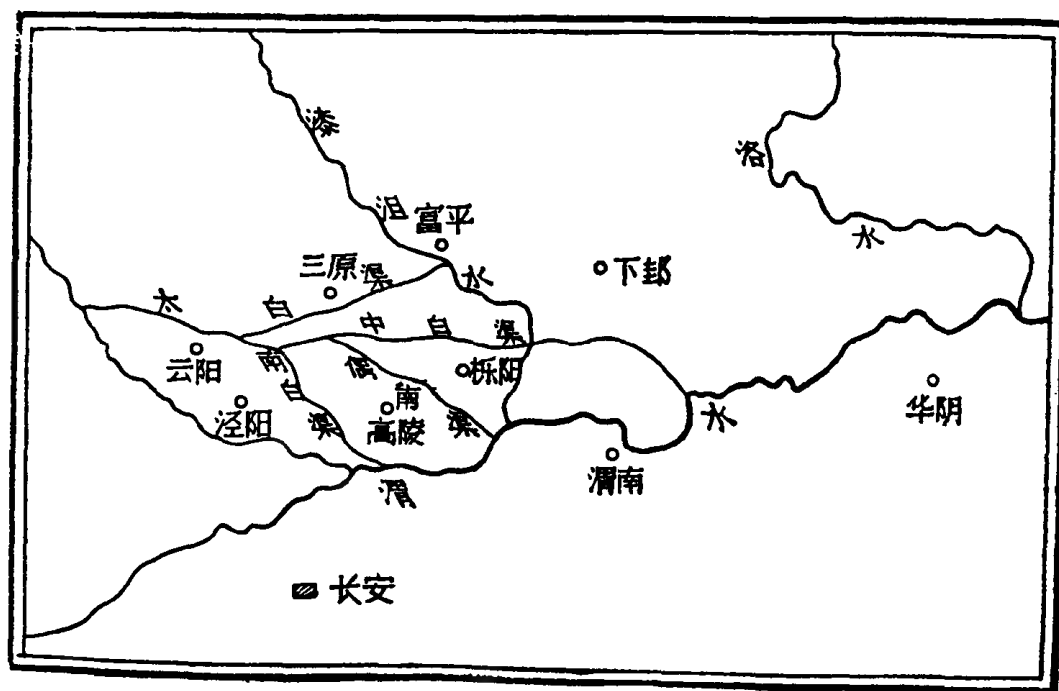 漆沮水
洛水
富平
三原
下邽
太白渠
中白渠
南白渠
偶南渠
云阳
栎阳
泾阳
高陵
渭水
渭南
华阴
长安